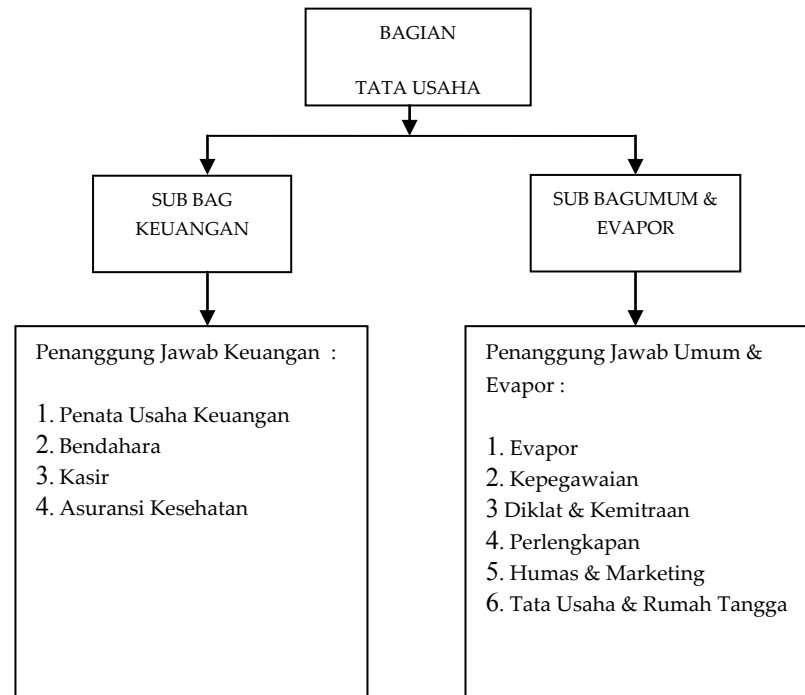 BAGIAN
TATA USAHA
SUB BAG
KEUANGAN
SUB BAGUMUM &
EVAPOR
Penanggung Jawab Keuangan :
1. Penata Usaha Keuangan
2. Bendahara
3. Kasir
4. Asuransi Kesehatan
Penanggung Jawab Umum &
Evapor :
1. Evapor
2. Kepegawaian
3 Diklat & Kemitraan
4. Perlengkapan
5. Humas & Marketing
6. Tata Usaha & Rumah Tangga